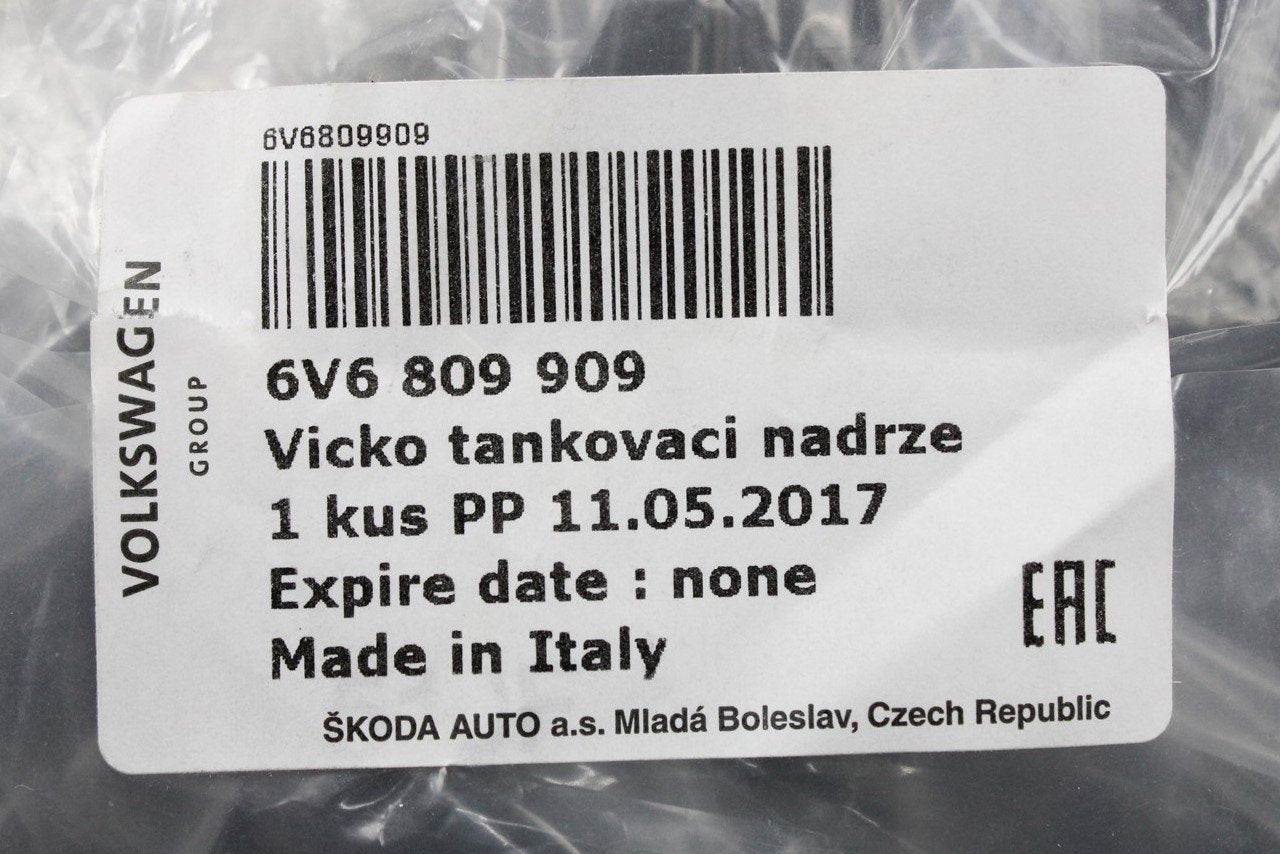 VOLKSWAGEN
GROUP
6V6809909
6V6 809 909
Vicko tankovaci nadrze
1 kus PP 11.05.2017
Expire date : none
Made in Italy
EAC
ŠKODA AUTO a.s. Mladá Boleslav, Czech Republic